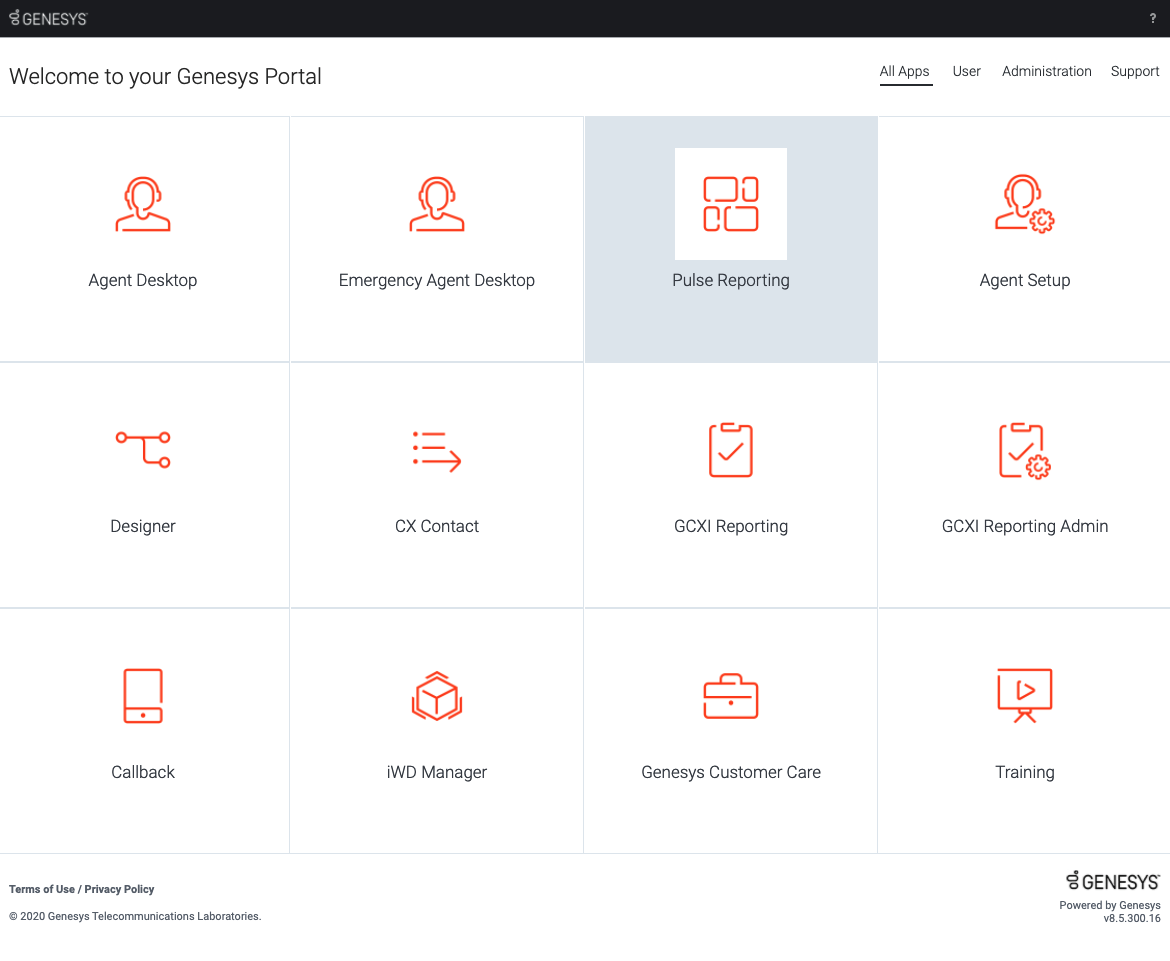 GENESYS
?
Welcome to your Genesys Portal
All Apps User Administration Support
Agent Desktop
Emergency Agent Desktop
Pulse Reporting
Agent Setup
Designer
CX Contact
GCXI Reporting
GCXI Reporting Admin
Callback
iWD Manager
Genesys Customer Care
Training
Terms of Use / Privacy Policy
© 2020 Genesys Telecommunications Laboratories.
GENESYS
Powered by Genesys
v8.5.300.16